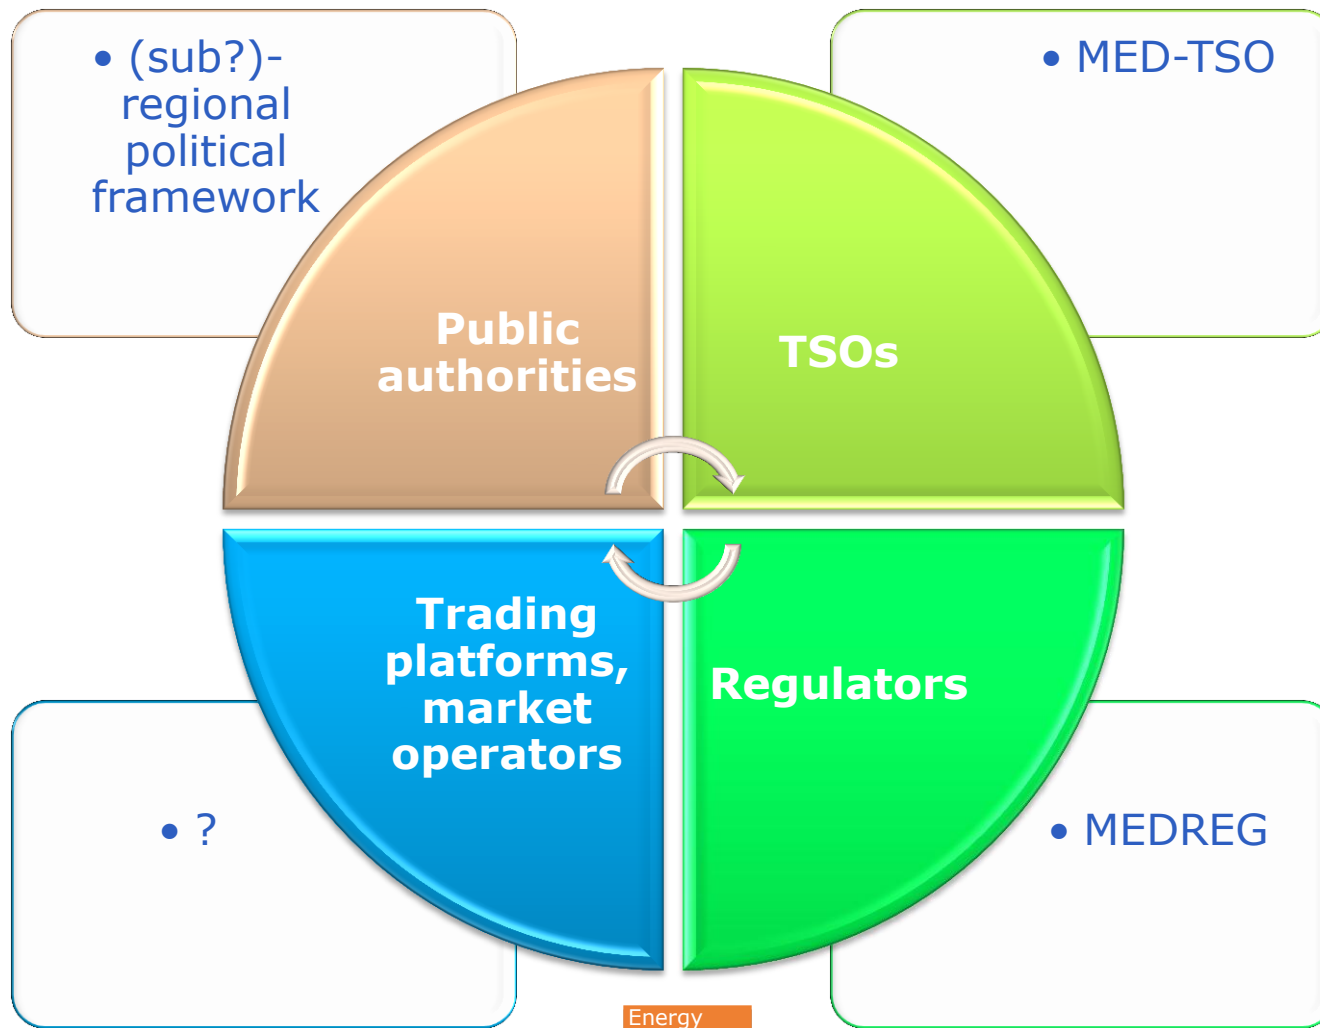 • (sub?)-
regional
political
framework
• MED-TSO
Public
authorities
TSOs
Trading
platforms,
market
operators
Regulators
• ?
• MEDREG
Energy